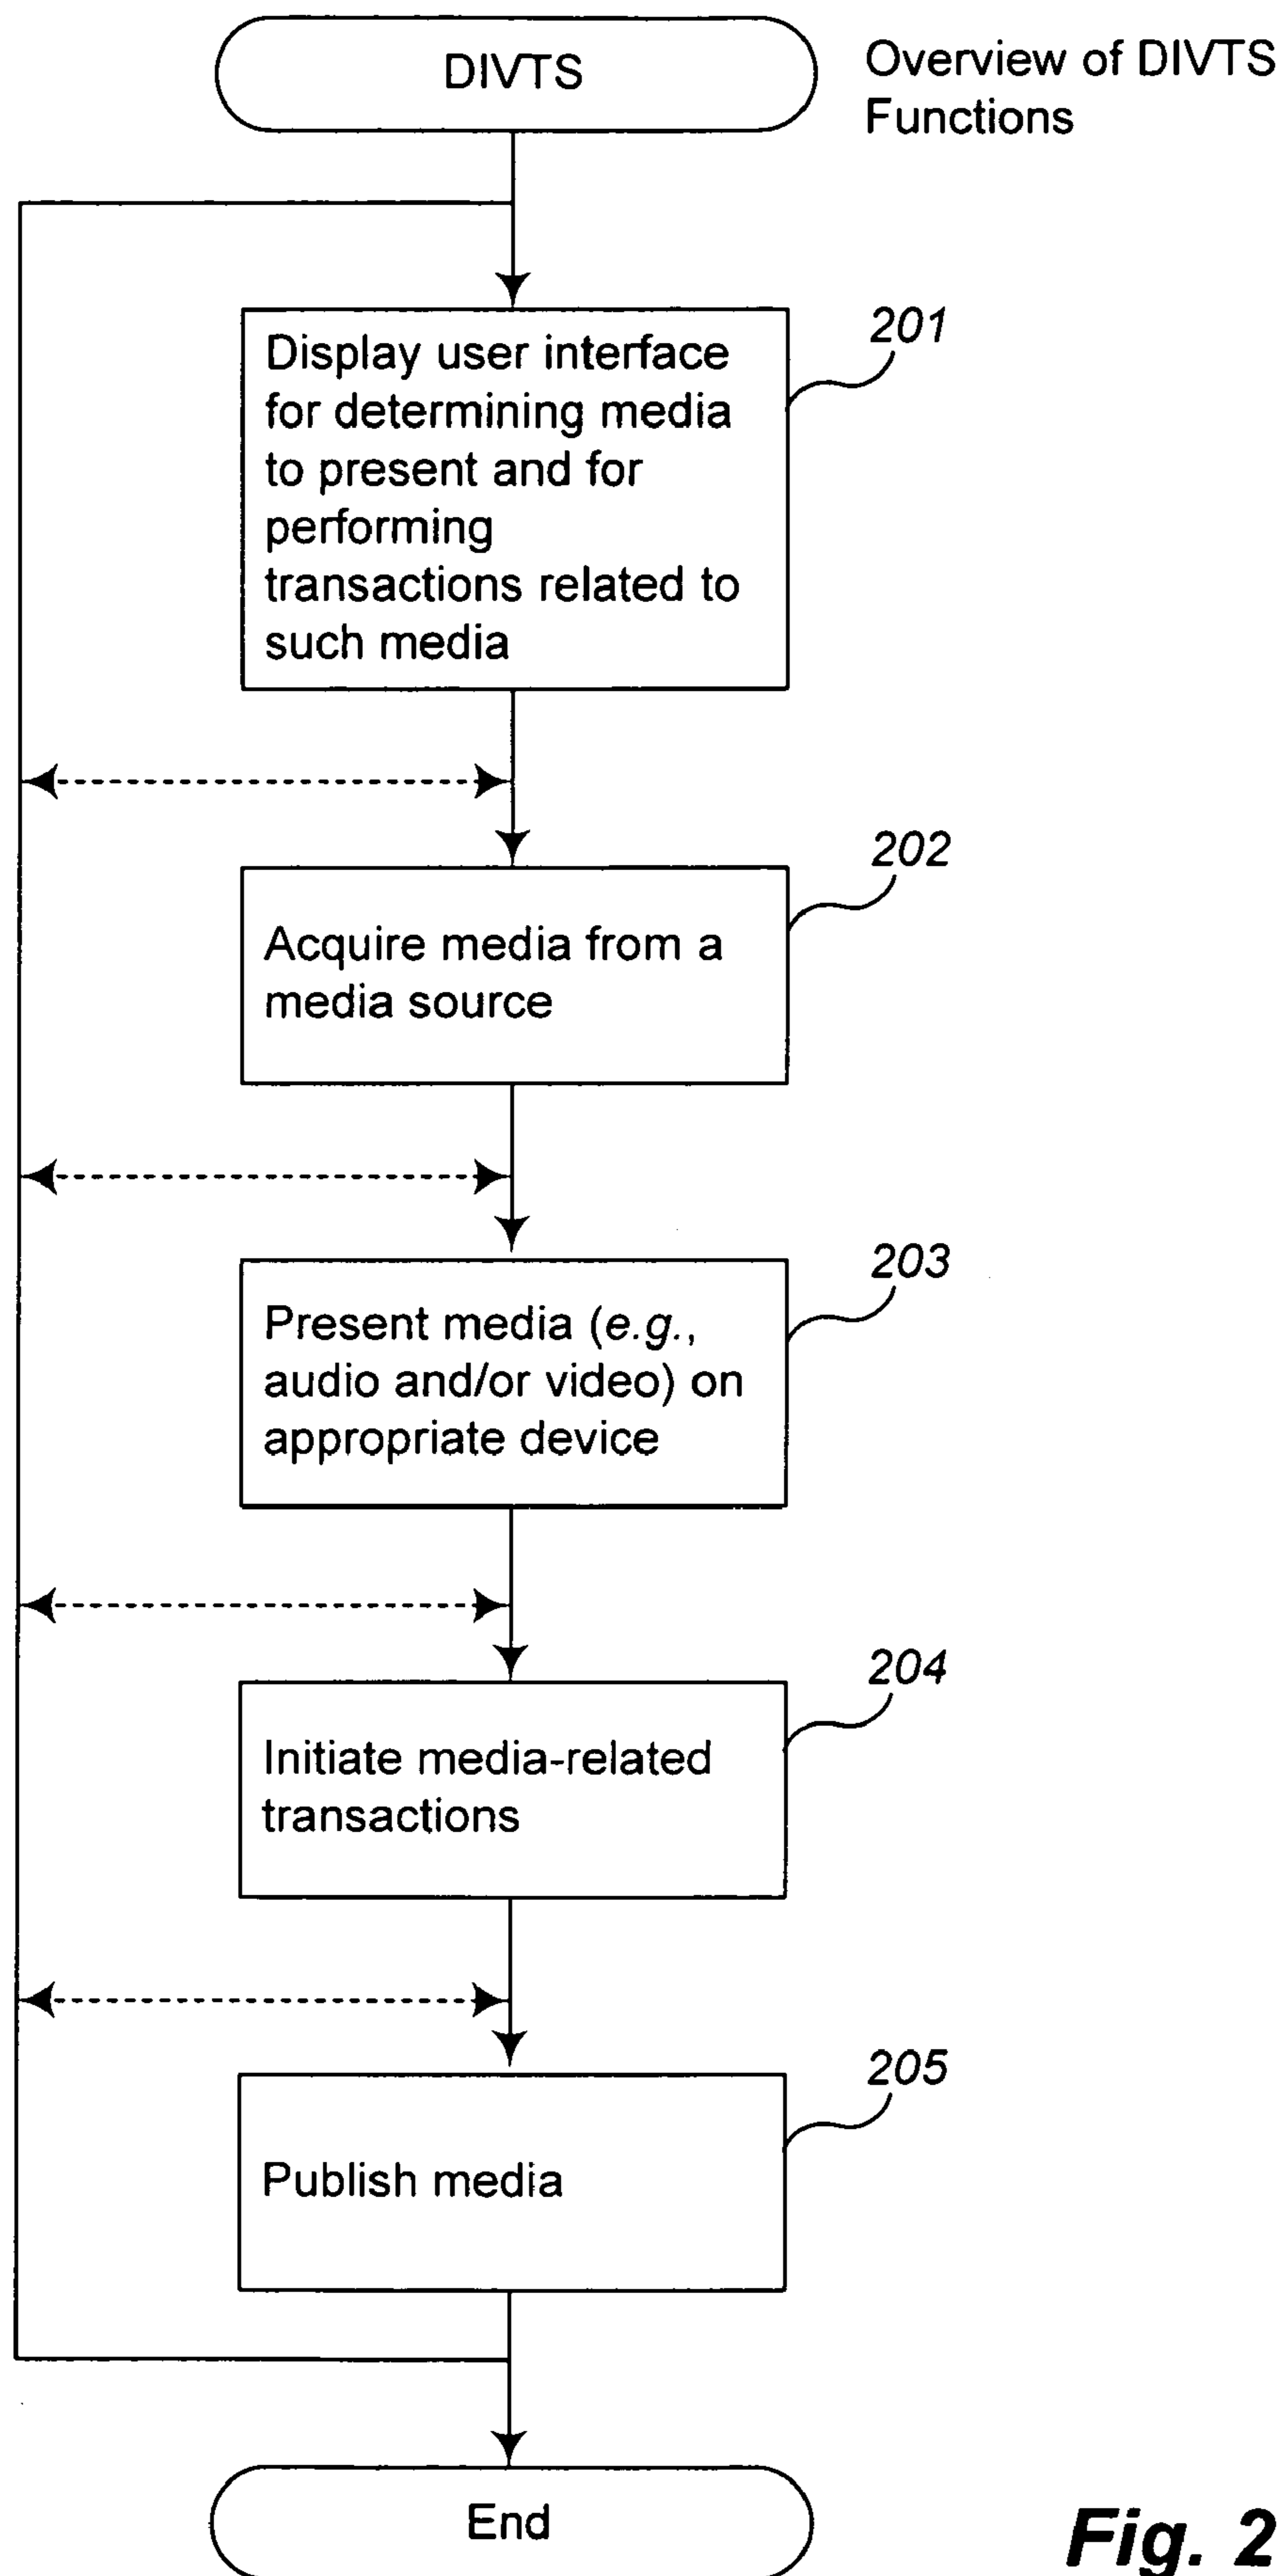 DIVTS
Overview of DIVTS
Functions
201
Display user interface
for determining media
to present and for
performing
transactions related to
such media
202
Acquire media from a
media source
203
Present media (e.g.,
audio and/or video) on
appropriate device
204
Initiate media-related
transactions
205
Publish media
End
Fig. 2